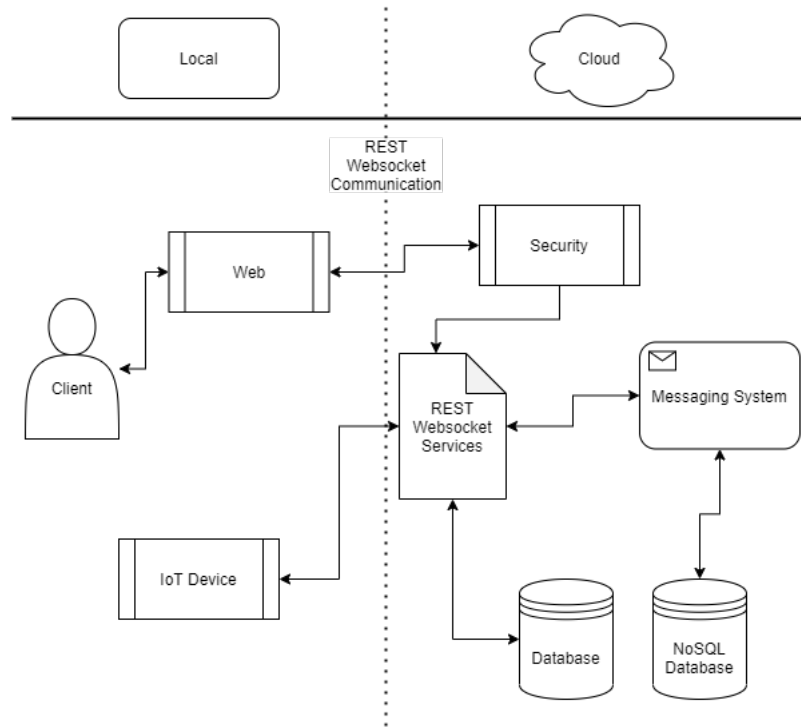 Local
Cloud
REST
Websocket
Communication
Web
Security
Client
REST
Websocket
Services
Messaging System
IoT Device
Database
NoSQL
Database